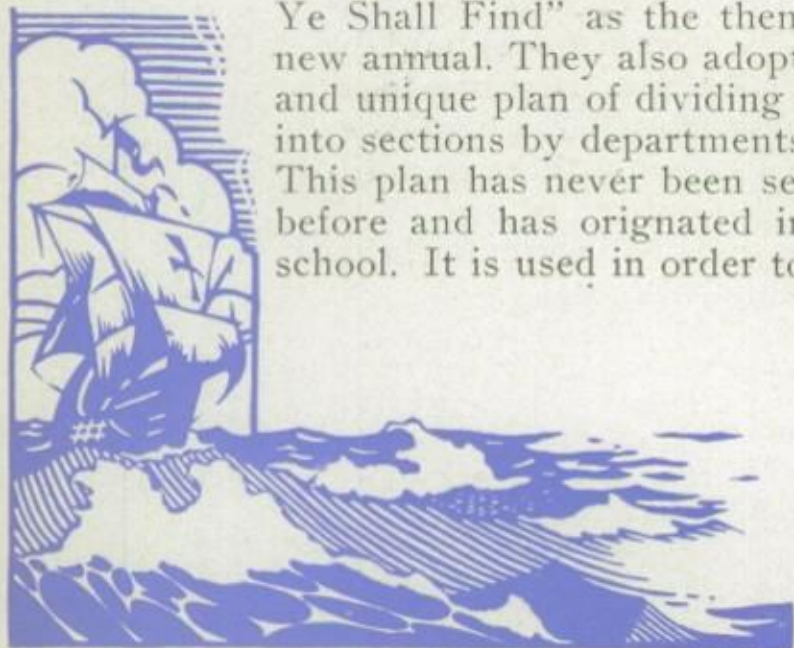 Ye Shall Find” as the them
new annual. They also adopt
and unique plan of dividing
into sections by departments
This plan has never been se
before and has orignated in
school. It is used in order to